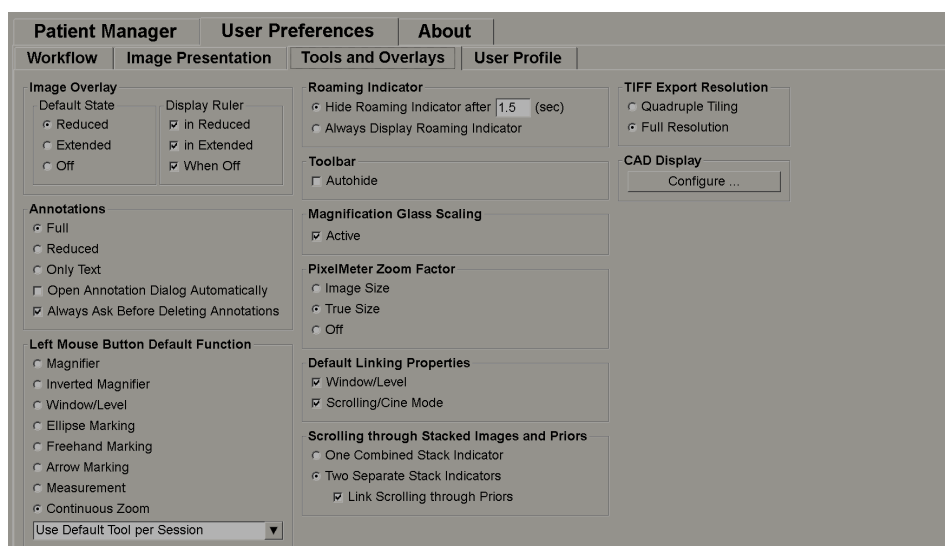 Patient Manager User Preferences About
Workflow Image Presentation Tools and Overlays User Profile
Image Overlay
Default State
Reduced
Extended
Off
Display Ruler
in Reduced
in Extended
When Off
Annotations
Full
Reduced
Only Text
Open Annotation Dialog Automatically
Always Ask Before Deleting Annotations
Left Mouse Button Default Function
Magnifier
Inverted Magnifier
Window/Level
Ellipse Marking
Freehand Marking
Arrow Marking
Measurement
Continuous Zoom
Use Default Tool per Session
Roaming Indicator
Hide Roaming Indicator after 1.5 (sec)
Always Display Roaming Indicator
Toolbar
Autohide
Magnification Glass Scaling
Active
PixelMeter Zoom Factor
Image Size
True Size
Off
Default Linking Properties
Window/Level
Scrolling/Cine Mode
Scrolling through Stacked Images and Priors
One Combined Stack Indicator
Two Separate Stack Indicators
Link Scrolling through Priors
TIFF Export Resolution
Quadruple Tiling
Full Resolution
CAD Display
Configure ...